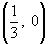 (1/3, 0)